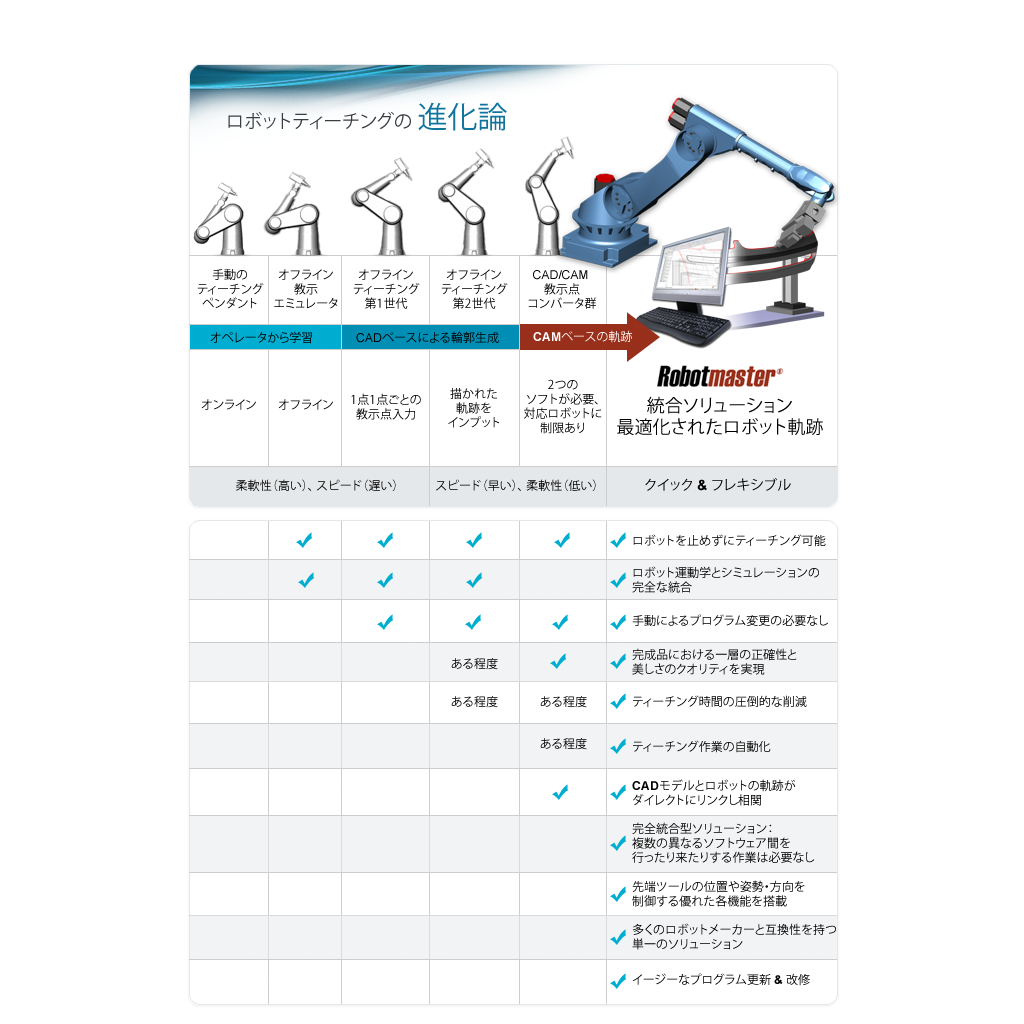 ロボットティーチングの 進化論
手動の
ティーチング
ペンダント
オフライン
教示
エミュレータ
オフライン
ティーチング
第1世代
オフライン
ティーチング
第2世代
CAD/CAM
教示点
コンバータ群
オペレータから学習
CADベースによる輪郭生成
CAMベースの軌跡
オンライン
オフライン
1点1点ごとの
教示点入力
描かれた
軌跡を
インプット
2つの
ソフトが必要、
対応ロボットに
制限あり
Robotmaster®
統合ソリューション
最適化されたロボット軌跡
柔軟性（高い）、スピード（遅い）
スピード（早い）、柔軟性（低い）
クイック & フレキシブル
ロボットを止めずにティーチング可能
ロボット運動学とシミュレーションの
完全な統合
手動によるプログラム変更の必要なし
完成品における一層の正確性と
美しさのクオリティを実現
ある程度
ある程度
ある程度
ティーチング時間の圧倒的な削減
ある程度
ティーチング作業の自動化
CADモデルとロボットの軌跡が
ダイレクトにリンクし相関
完全統合型ソリューション：
複数の異なるソフトウェア間を
行ったり来たりする作業は必要なし
先端ツールの位置や姿勢・方向を
制御する優れた各機能を搭載
多くのロボットメーカーと互換性を持つ
単一のソリューション
イージーなプログラム更新 & 改修